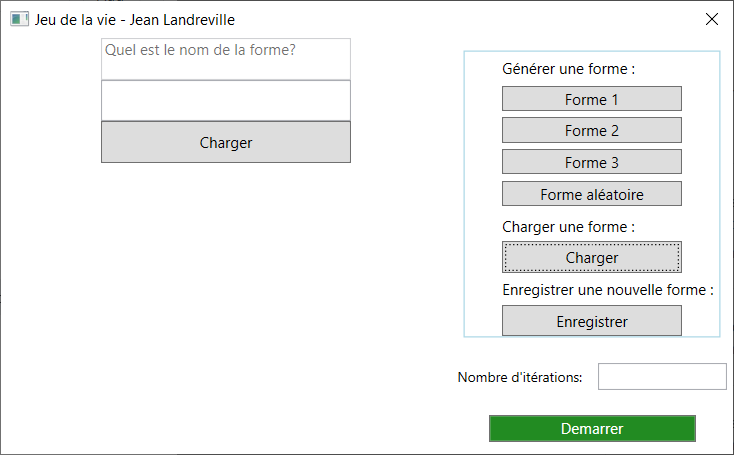 Jeu de la vie - Jean Landreville
Quel est le nom de la forme?
Charger
Générer une forme :
Forme 1
Forme 2
Forme 3
Forme aléatoire
Charger une forme :
Charger
Enregistrer une nouvelle forme :
Enregistrer
Nombre d'itérations:
Demarrer